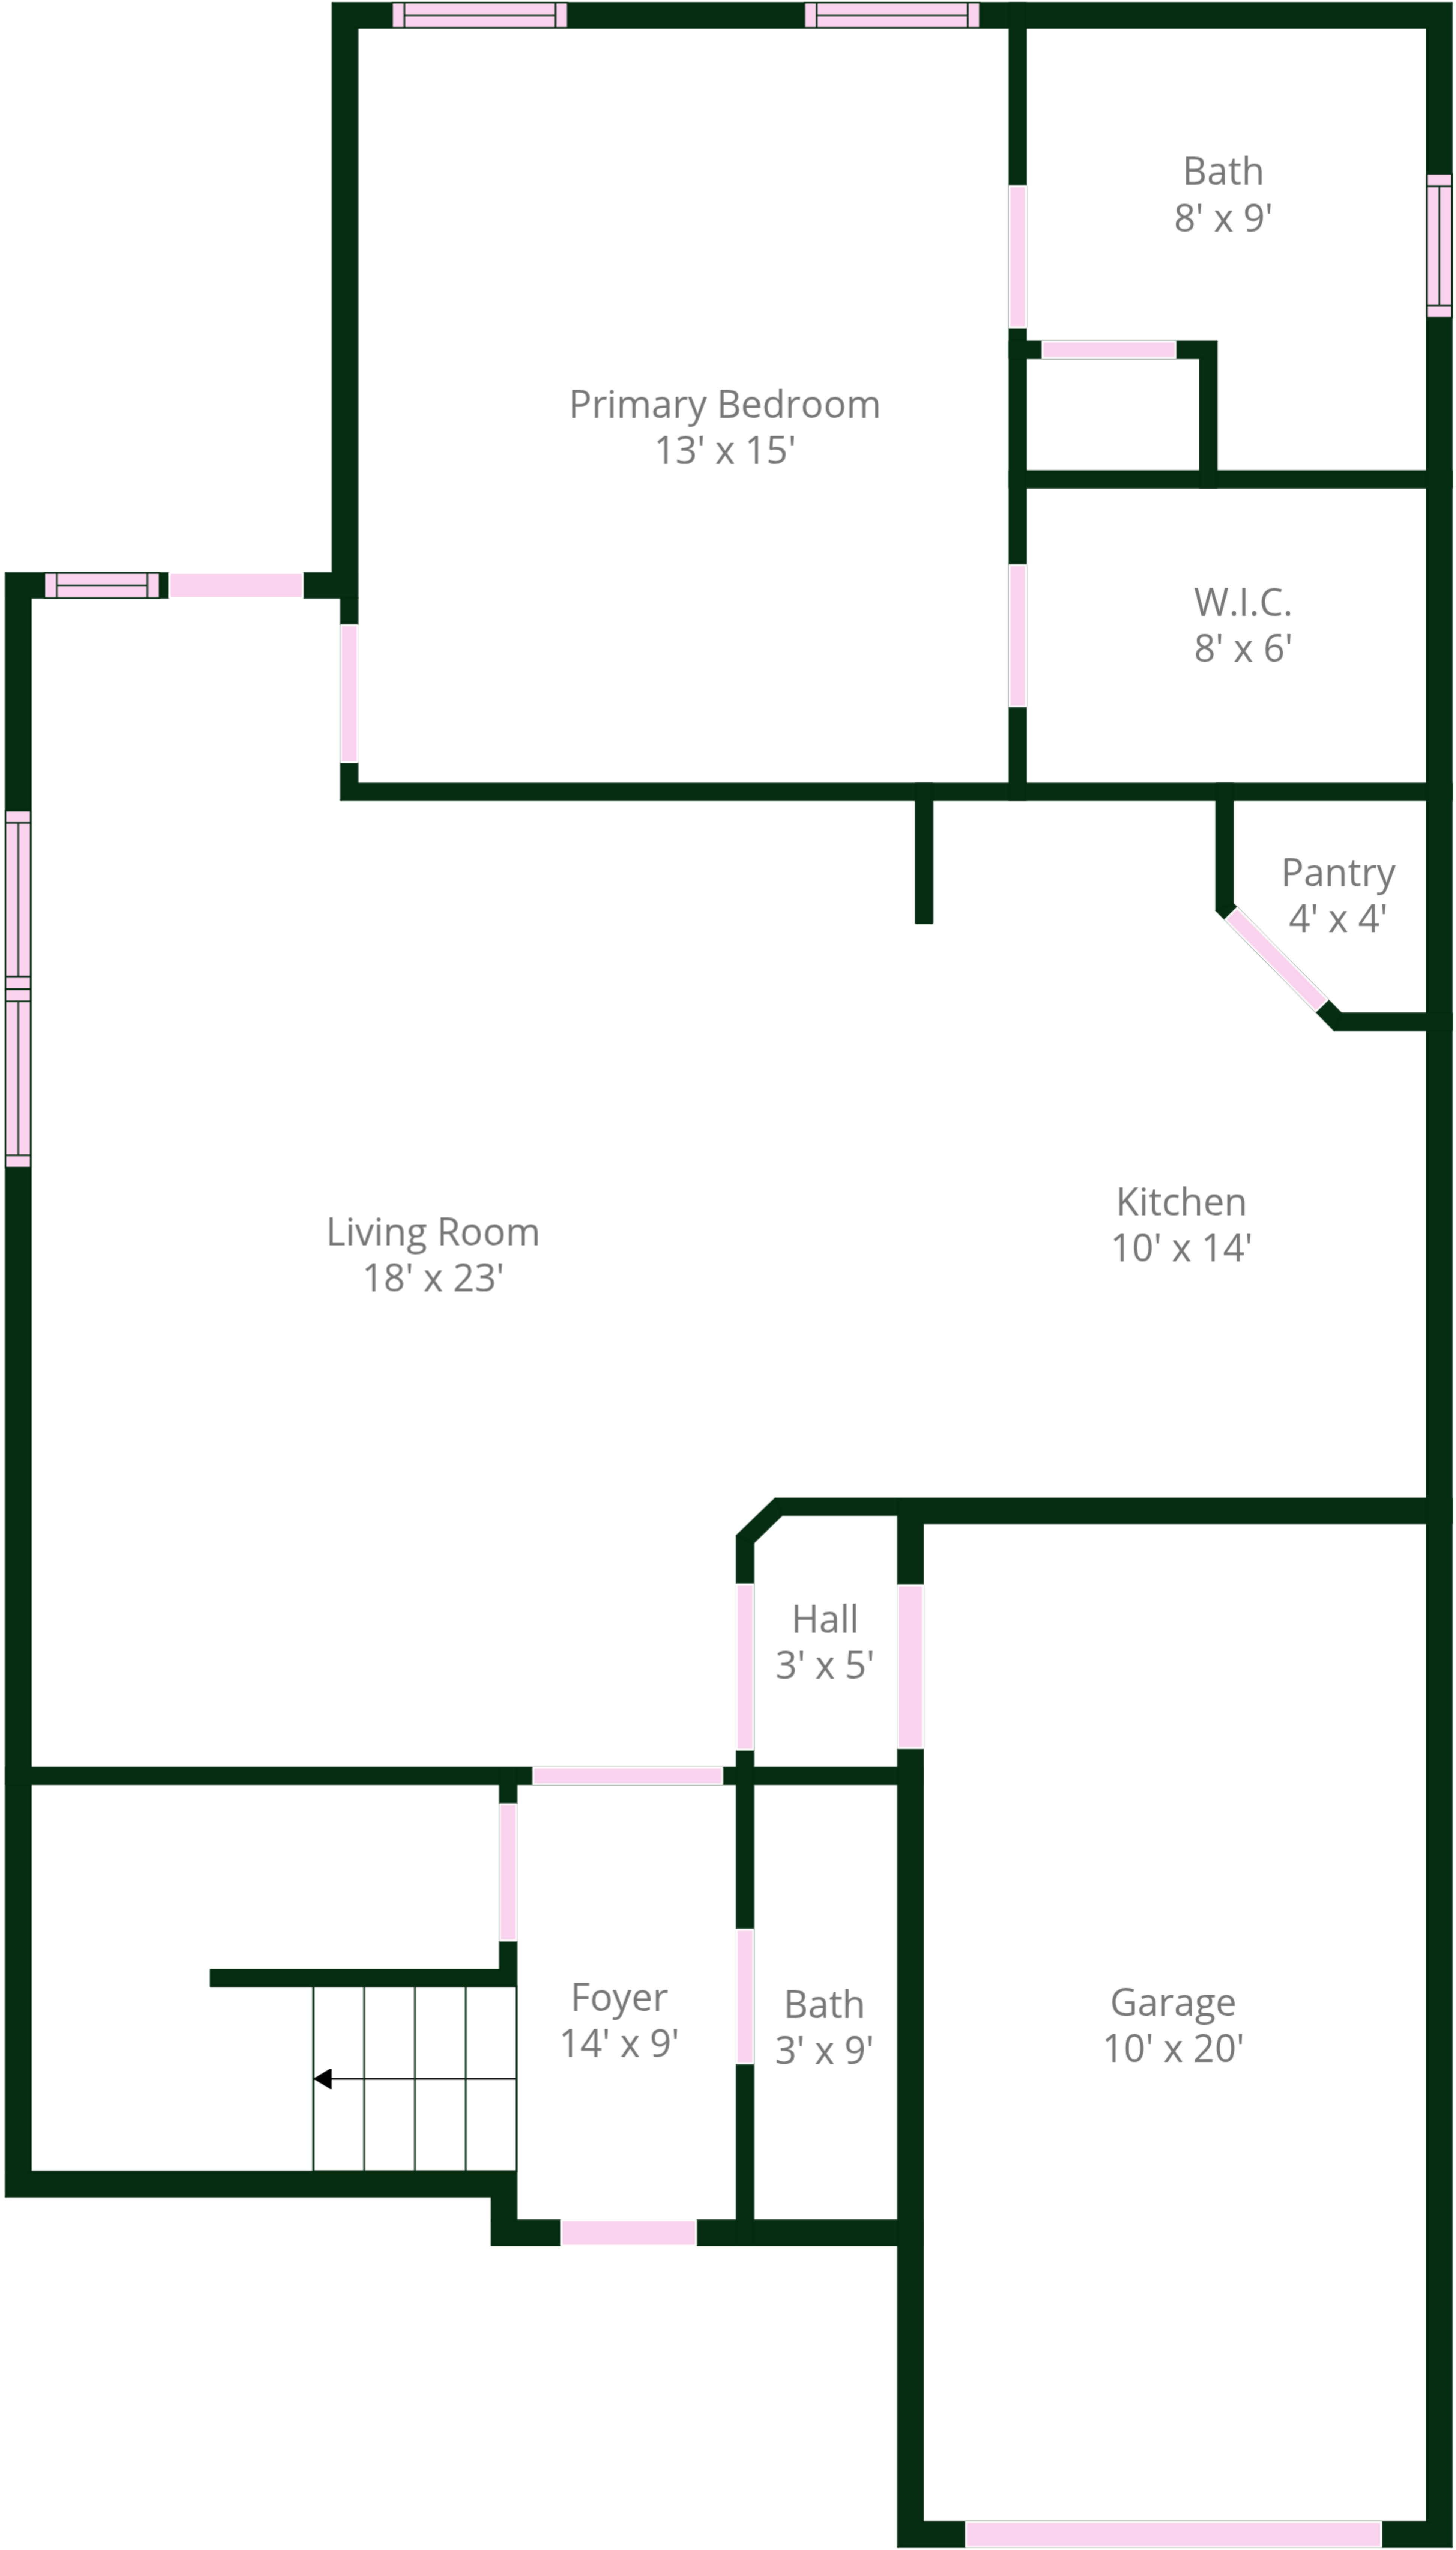 Bath
8' x 9'
Primary Bedroom
13' x 15'
W.I.C.
8' x 6'
Pantry
4' x 4'
Kitchen
10' x 14'
Living Room
18' x 23'
Hall
3' x 5'
Foyer
14' x 9'
Bath
3' x 9'
Garage
10' x 20'